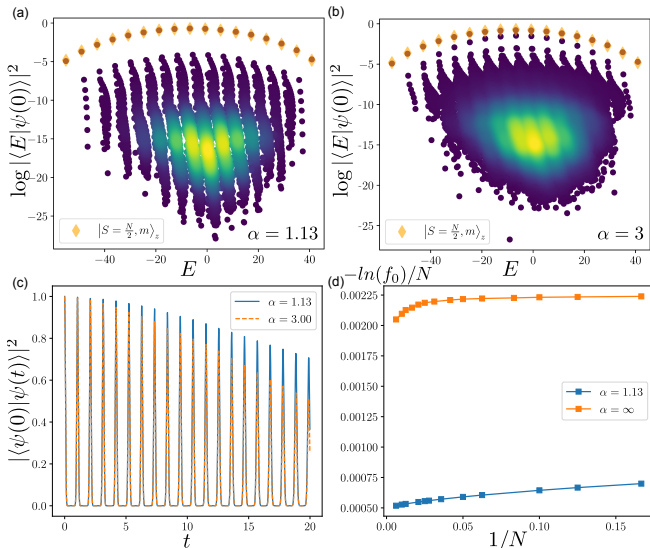 (a)
0
−5
−10
−15
−20
−25
log|⟨E|ψ(0)⟩|²
|S = N/2, m⟩_z
α = 1.13
−40
−20
0
20
40
E
(b)
0
−5
−10
−15
−20
−25
log|⟨E|ψ(0)⟩|²
|S = N/2, m⟩_z
α = 3
−40
−20
0
20
40
E
(c)
1.0
0.8
0.6
0.4
0.2
0.0
|⟨ψ(0)|ψ(t)⟩|²
α = 1.13
α = 3.00
0
5
10
15
20
t
(d)
−ln(f₀)/N
0.00225
0.00200
0.00175
0.00150
0.00125
0.00100
0.00075
0.00050
α = 1.13
α = ∞
0.00
0.05
0.10
0.15
1/N